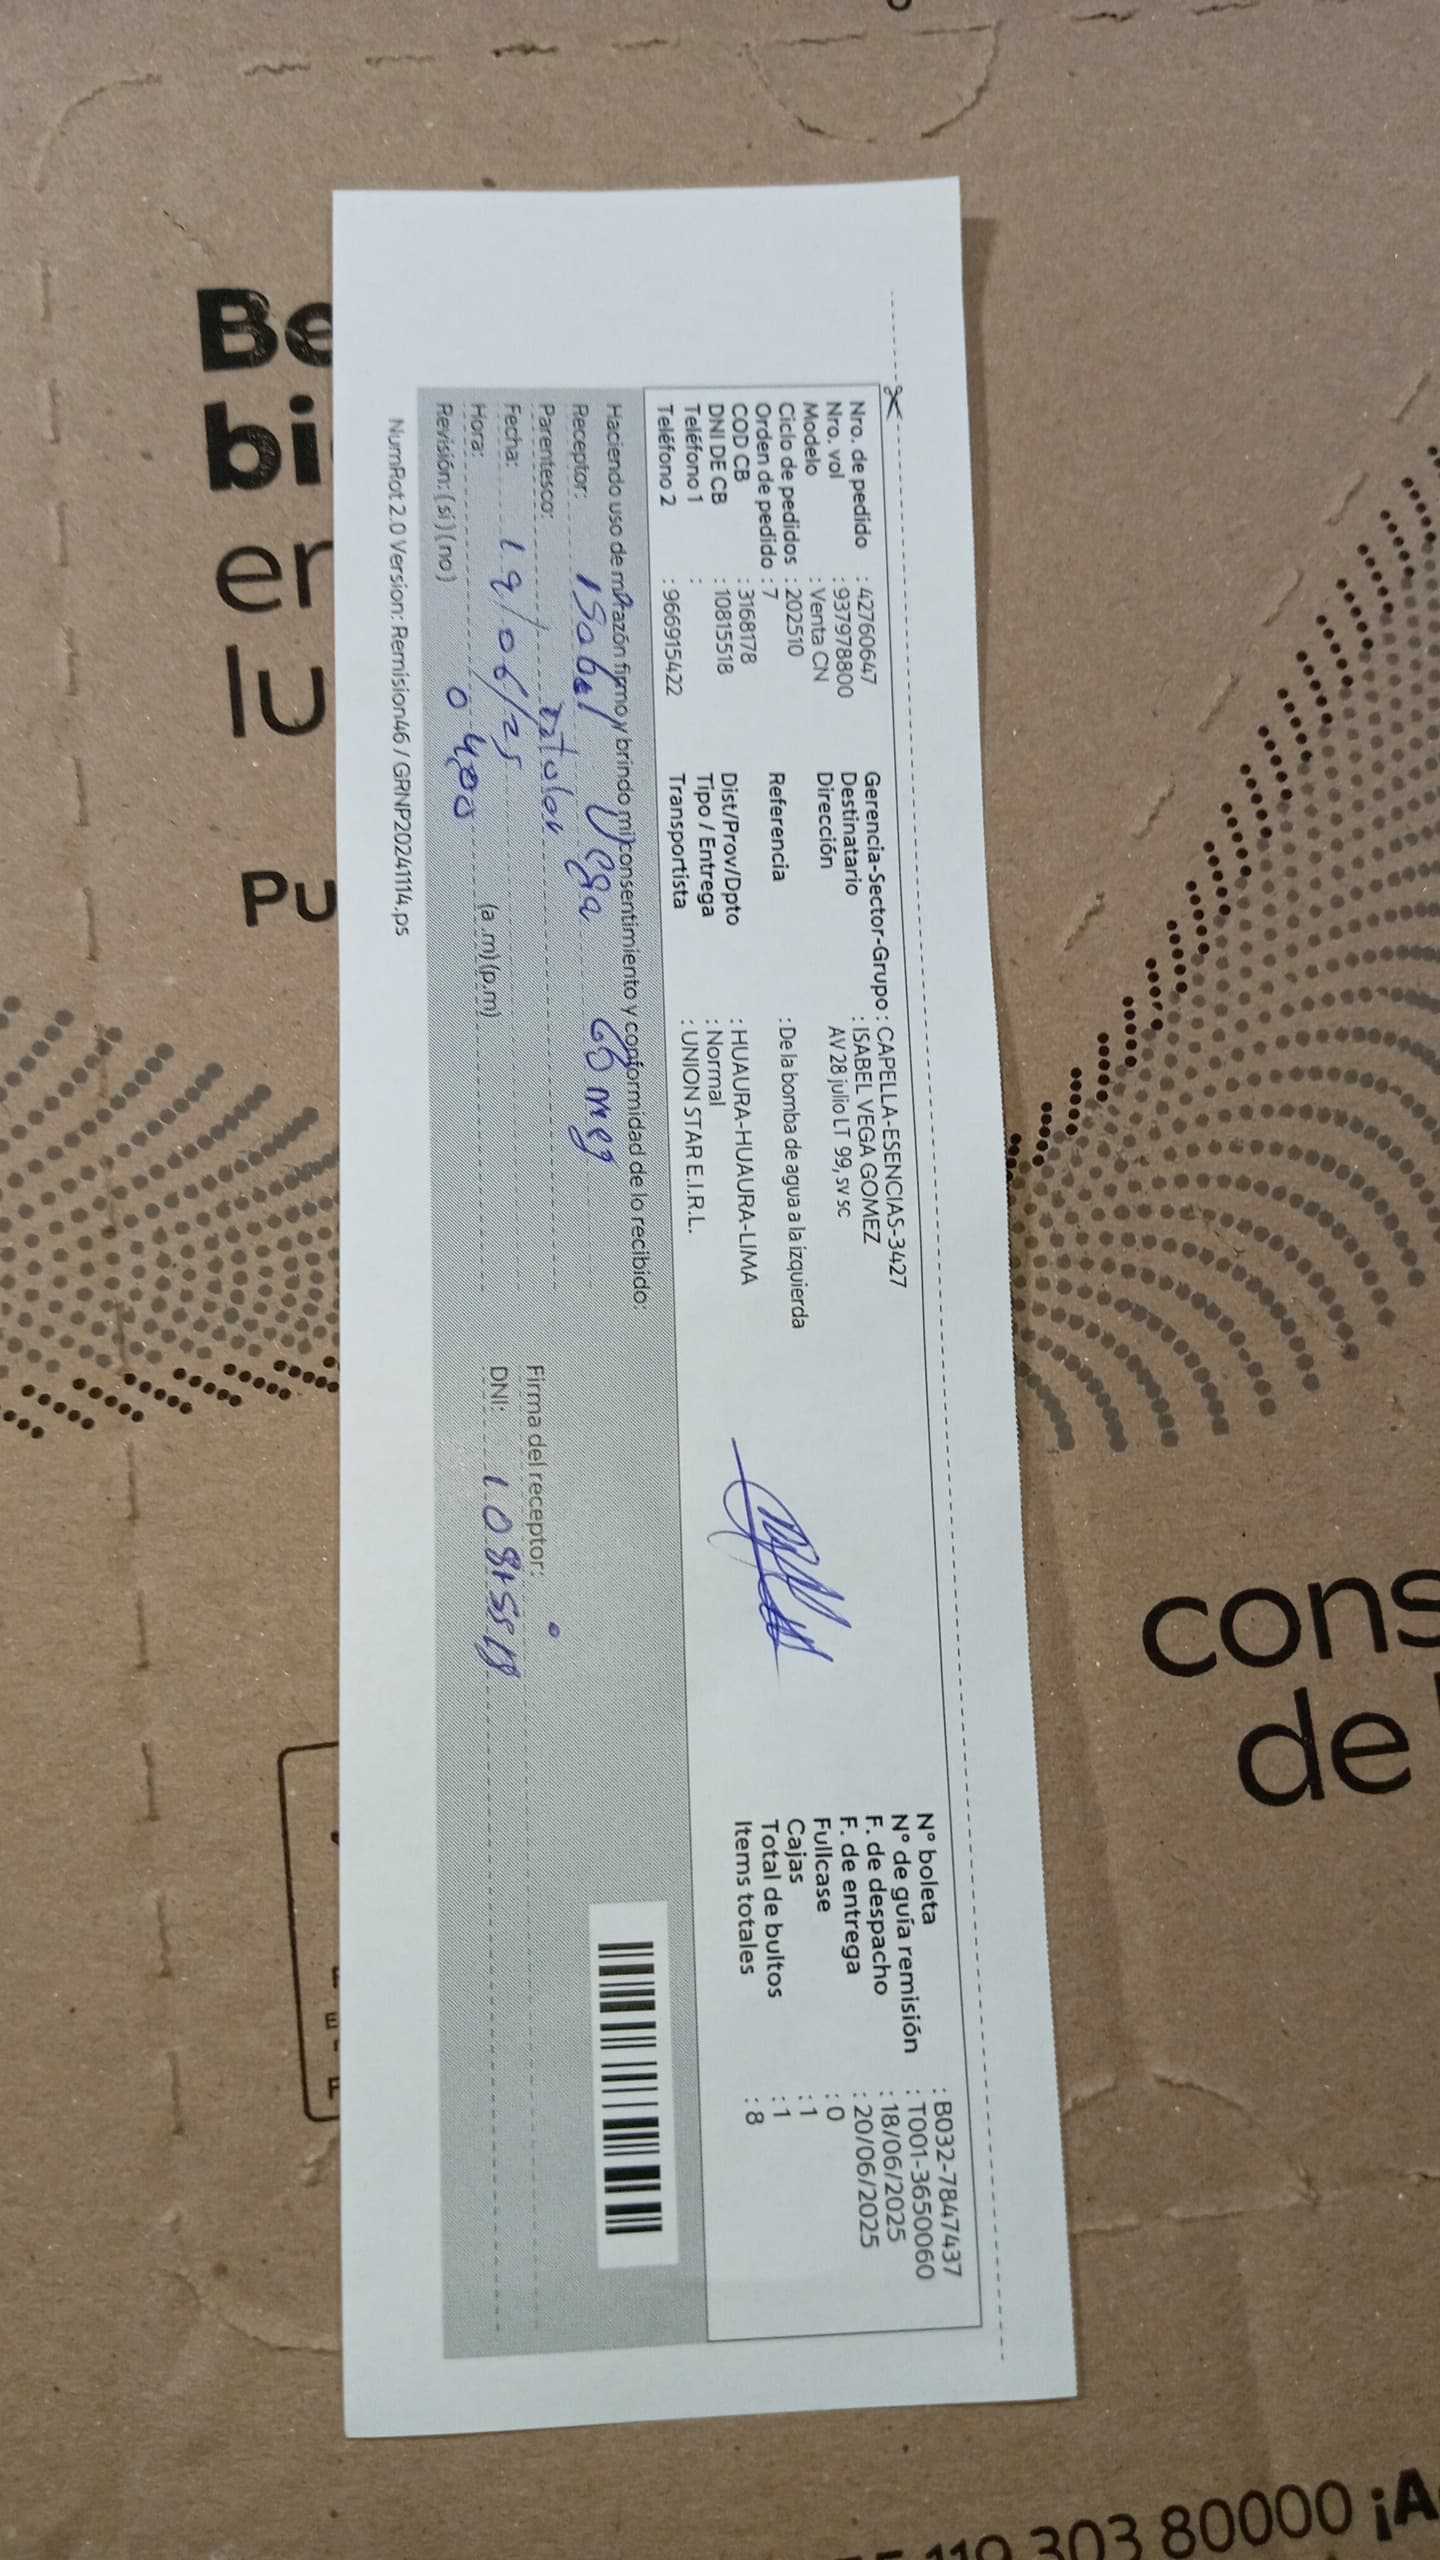 Nro. de pedido : 42760647
Nro. vol : 937978800
Modelo : Venta CN
Ciclo de pedidos : 202510
Orden de pedido : 7
COD CB : 3168178
DNI DE CB : 10815518
Teléfono 1 :
Teléfono 2 : 966915422
Gerencia-Sector-Grupo : CAPELLA-ESENCIAS-3427
Destinatario : ISABEL VEGA GOMEZ
Dirección AV 28 julio LT 99, sv sc
Referencia : De la bomba de agua a la izquierda
Dist/Prov/Dpto : HUAURA-HUAURA-LIMA
Tipo / Entrega : Normal
Transportista : UNION STAR E.I.R.L.
N° boleta : B032-7847437
N° de guía remisión : T001-3650060
F. de despacho : 18/06/2025
F. de entrega : 20/06/2025
Fullcase : 0
Cajas : 1
Total de bultos : 1
Items totales : 8
Haciendo uso de mi razón firmo y brindo mi consentimiento y conformidad de lo recibido:
Receptor: Isabel Vega Gomez
Parentesco:
Fecha: 19/06/25
Hora: (a.m) (p.m)
Revisión: (si) (no)
Firma del receptor:
DNI: 10815518
NumRot 2.0 Version: Remision46 / GRNP20241114.ps
Be
bi
er
lu
Pu
con
de
303 80000 ¡A